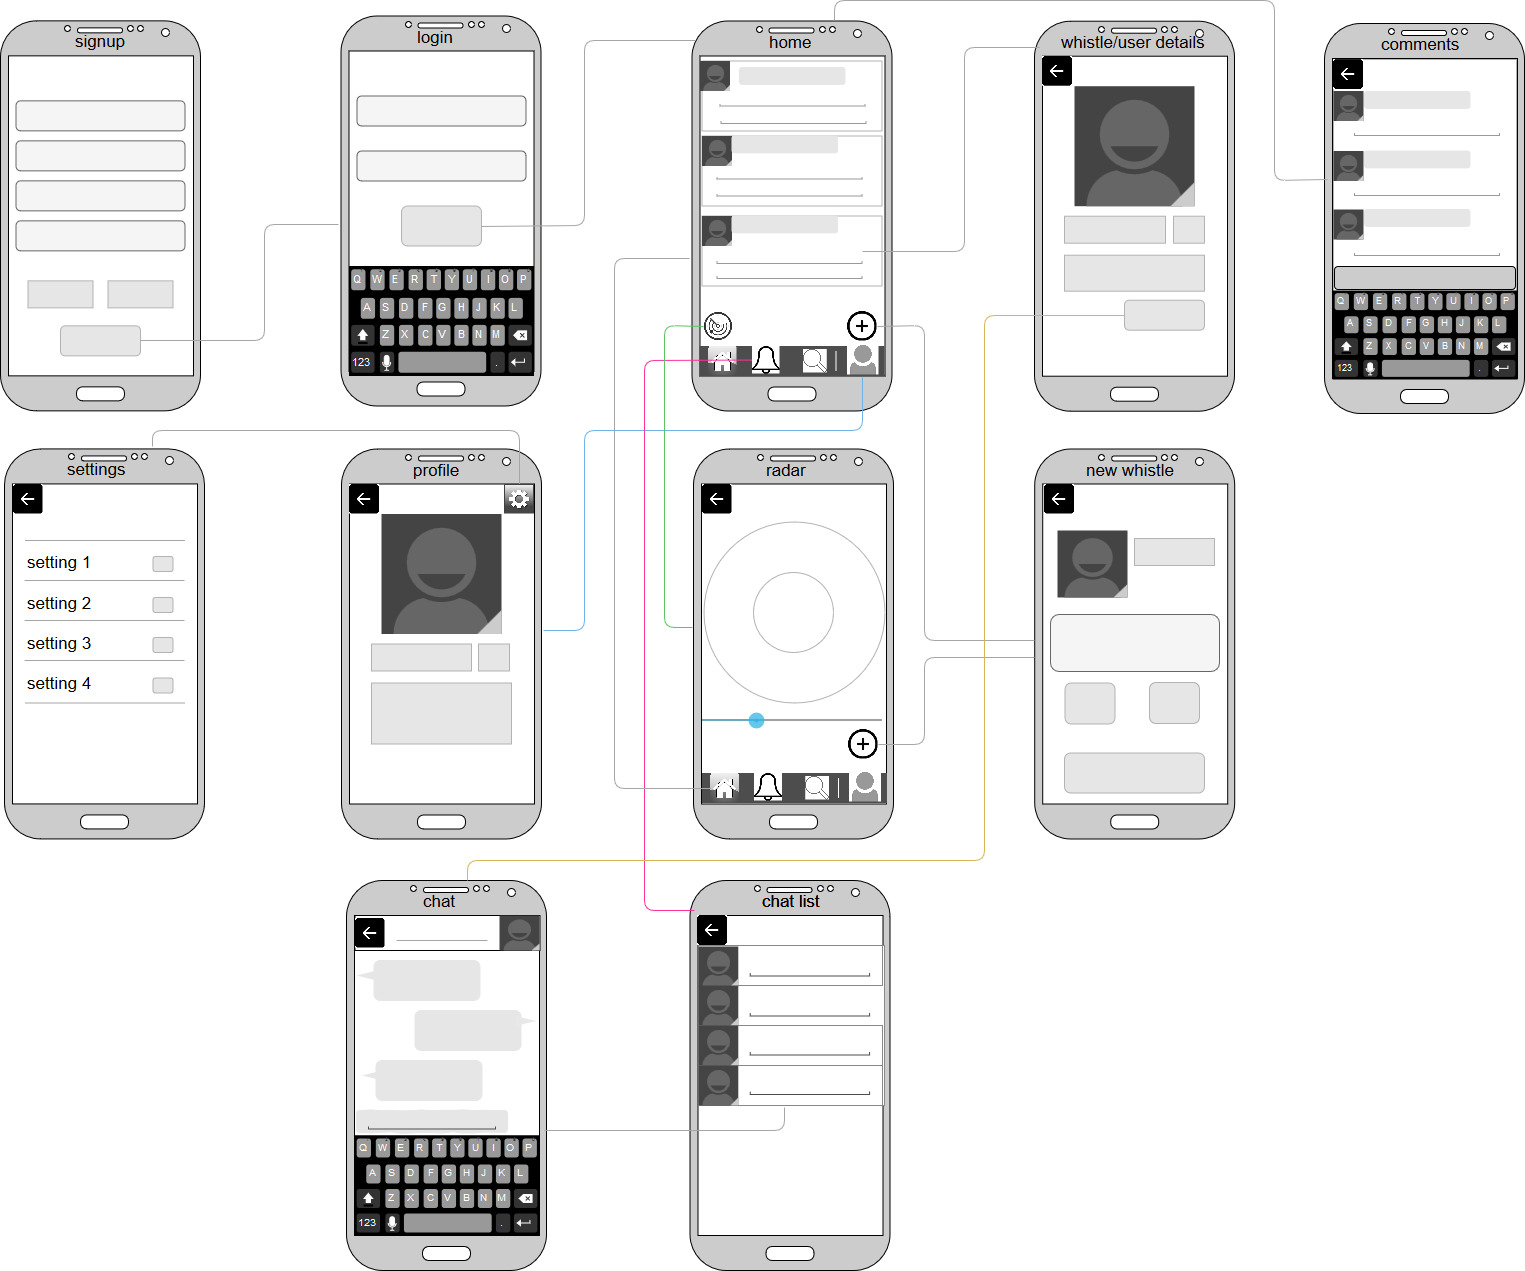 signup
login
home
whistle/user details
comments
Q W E R T Y U I O P
A S D F G H J K L
Z X C V B N M
123 .
Q W E R T Y U I O P
A S D F G H J K L
Z X C V B N M
123 .
settings
setting 1
setting 2
setting 3
setting 4
profile
radar
new whistle
chat
Q W E R T Y U I O P
A S D F G H J K L
Z X C V B N M
123 .
chat list